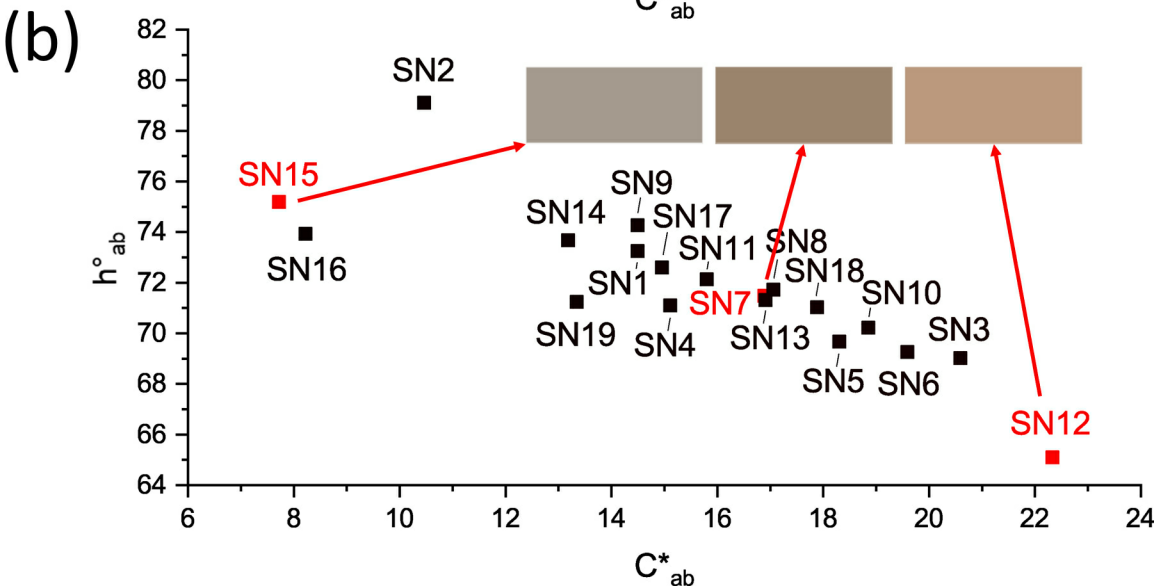 C*ab
(b)
82
80
78
76
74
72
70
68
66
64
h°ab
SN2
SN15
SN16
SN9
SN14
SN17
SN11
SN8
SN1
SN18
SN7
SN10
SN19
SN4
SN13
SN3
SN5
SN6
SN12
6 8 10 12 14 16 18 20 22 24
C*ab